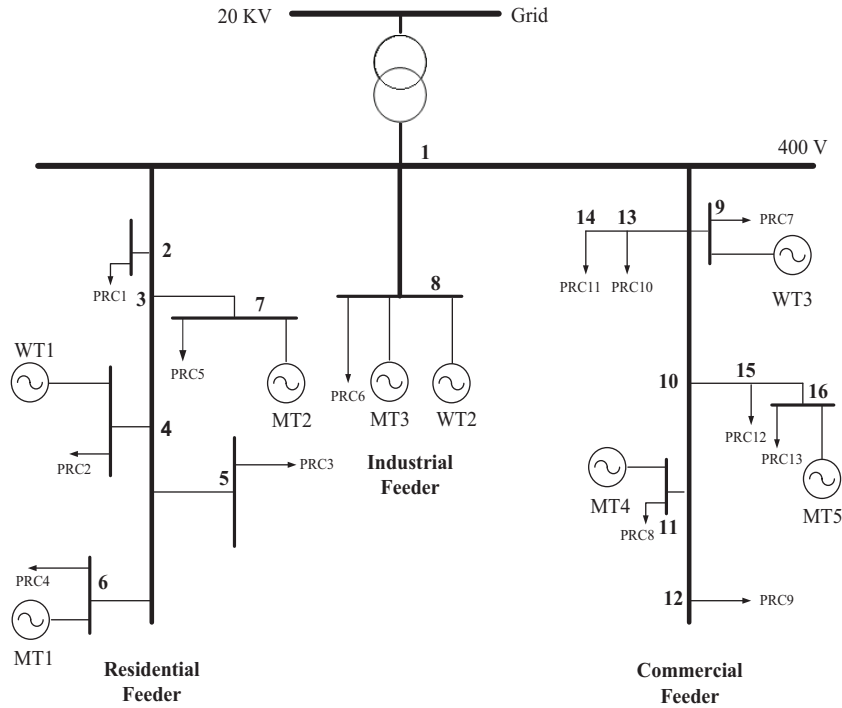 20 KV
Grid
1
400 V
2
PRC1
3
7
PRC5
MT2
WT1
4
PRC2
5
PRC3
PRC4
6
MT1
Residential
Feeder
8
PRC6
MT3
WT2
Industrial
Feeder
14
13
9
PRC7
PRC11
PRC10
WT3
10
15
16
PRC12
PRC13
MT5
MT4
PRC8
11
12
PRC9
Commercial
Feeder